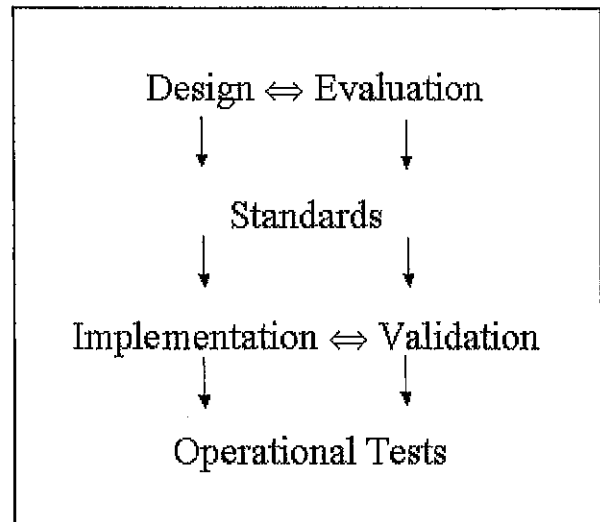 Design ⇔ Evaluation
Standards
Implementation ⇔ Validation
Operational Tests